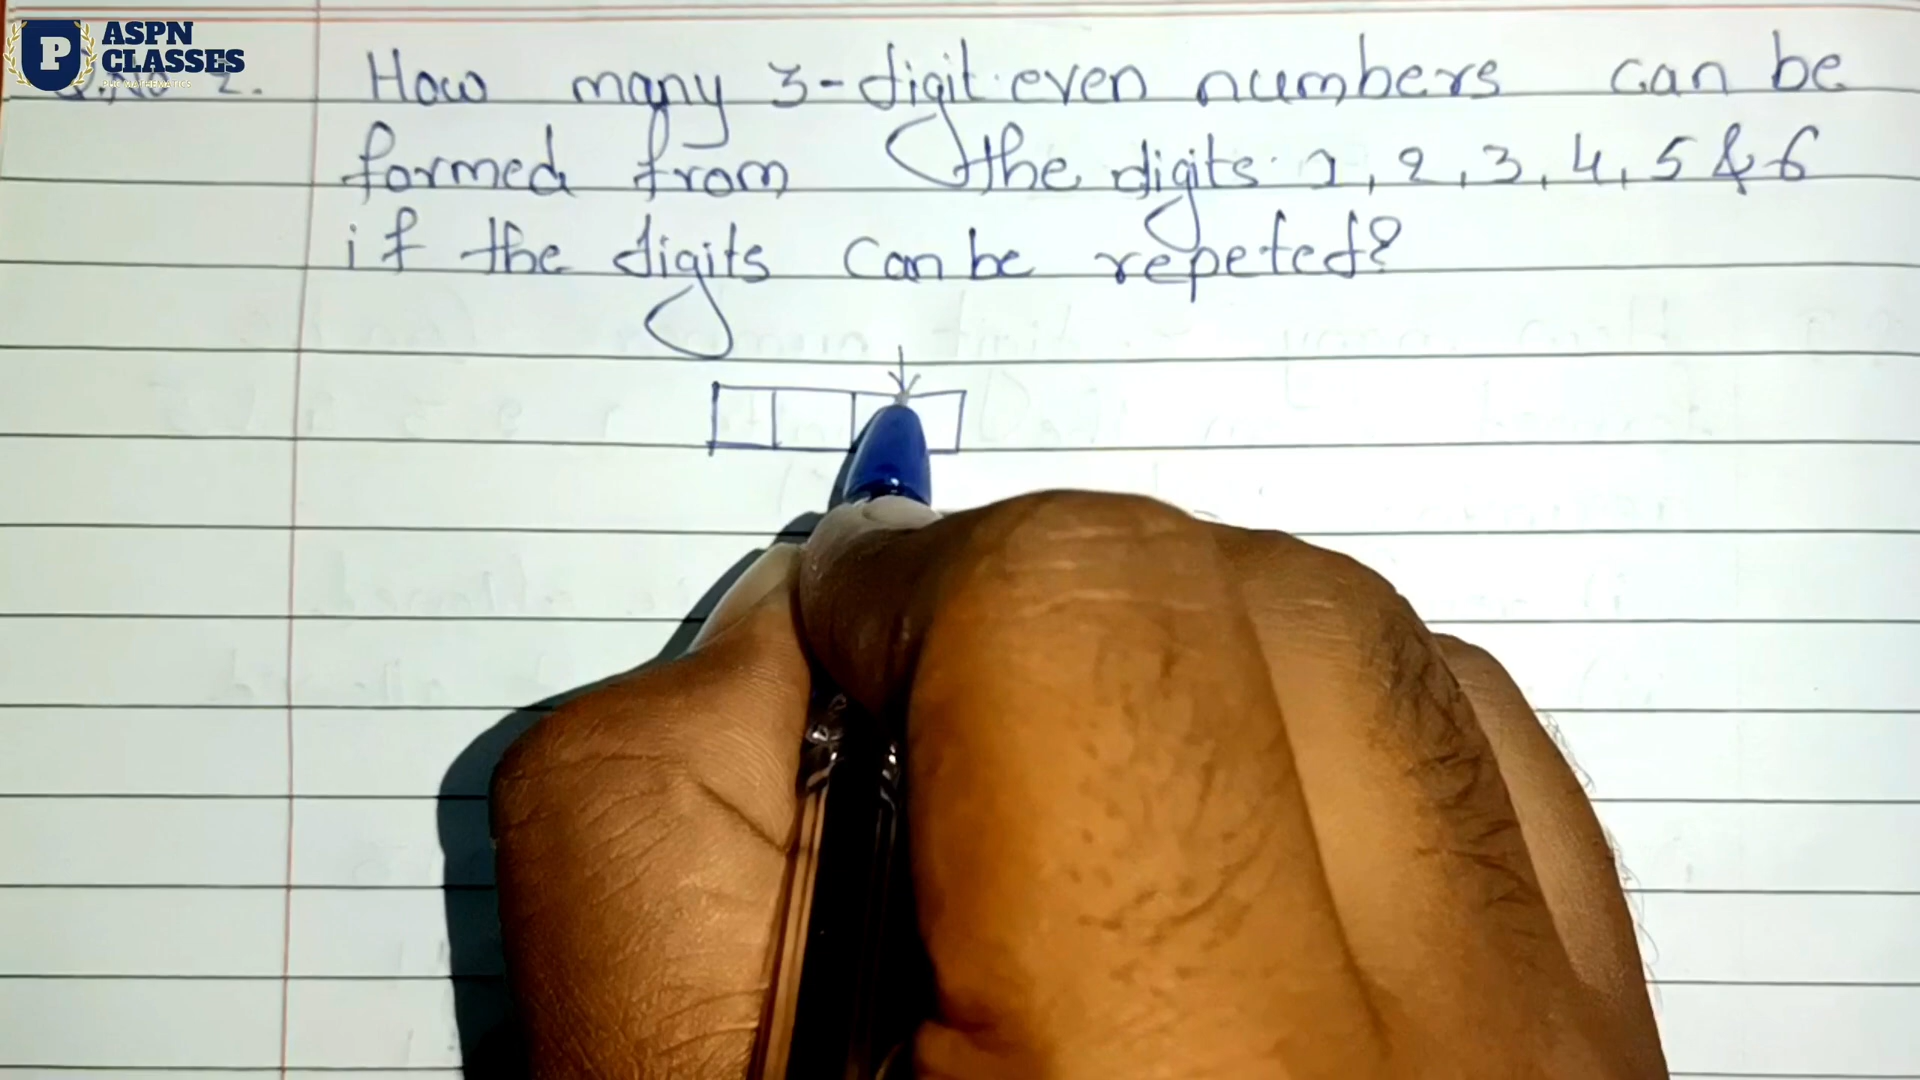 P ASPN
CLASSES
2. How many 3-digit even numbers can be
formed from the digits 1, 2, 3, 4, 5 & 6
if the digits can be repeted?